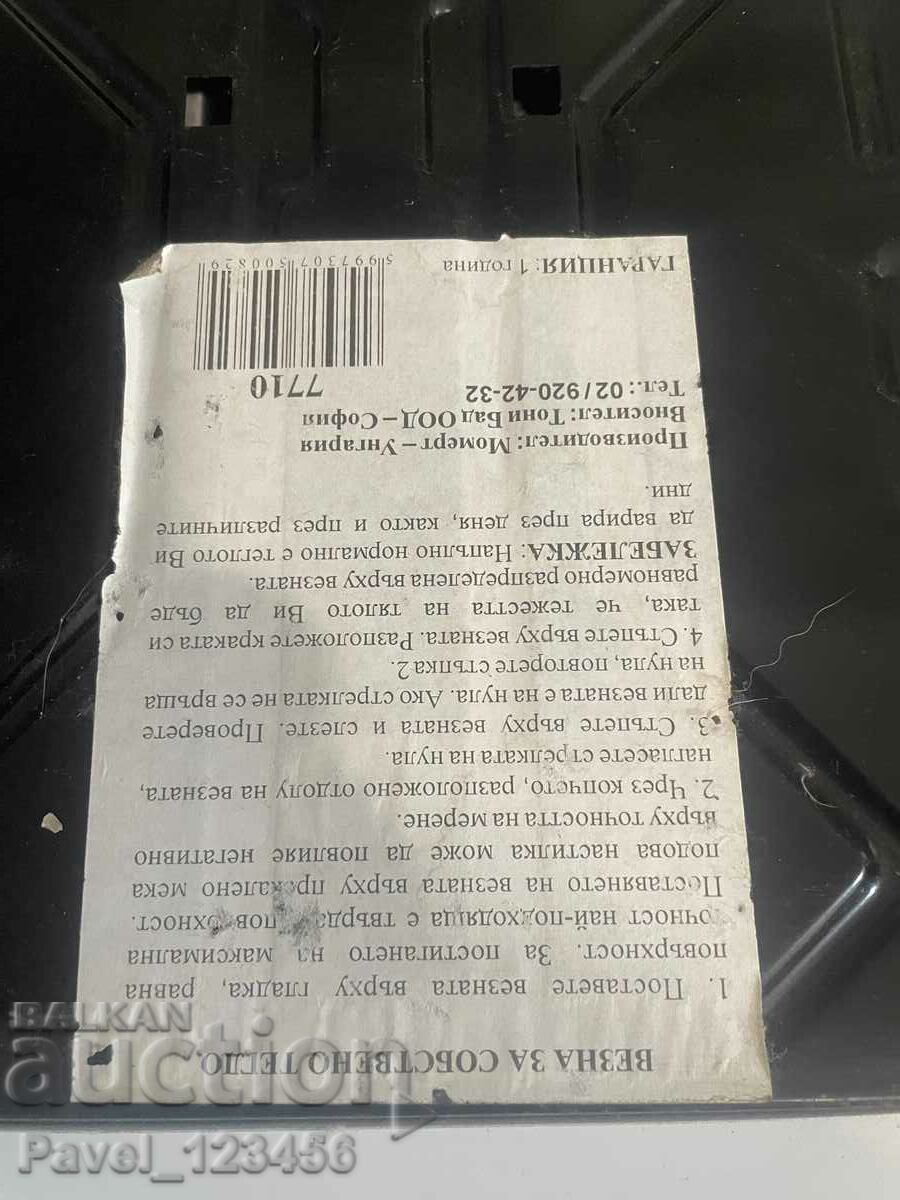 ВЕЗНА ЗА СОБСТВЕНО ТЕГЛО.
1. Поставете везната върху гладка, равна
повърхност. За постигането на максимална
точност най-подходяща е твърда повърхност.
Поставянето на везната върху прекалено мека
подова настилка може да повлияе негативно
върху точността на мерене.
2. Чрез копчето, разположено отдолу на везната,
нагласете стрелката на нула.
3. Стъпете върху везната и слезте. Проверете
дали везната е на нула. Ако стрелката не се връща
на нула, повторете стъпка 2.
4. Стъпете върху везната. Разположете краката си
така, че тежестта на тялото Ви да бъде
равномерно разпределена върху везната.
ЗАБЕЛЕЖКА: Напълно нормално е теглото Ви
да варира през деня, както и през различните
дни.
Производител: Момерт – Унгария
Вносител: Тони Бад ООД – София
Тел.: 02 / 920-42-32
7710
5997307500829
ГАРАНЦИЯ: 1 година
BALKAN
auction
Pavel_123456